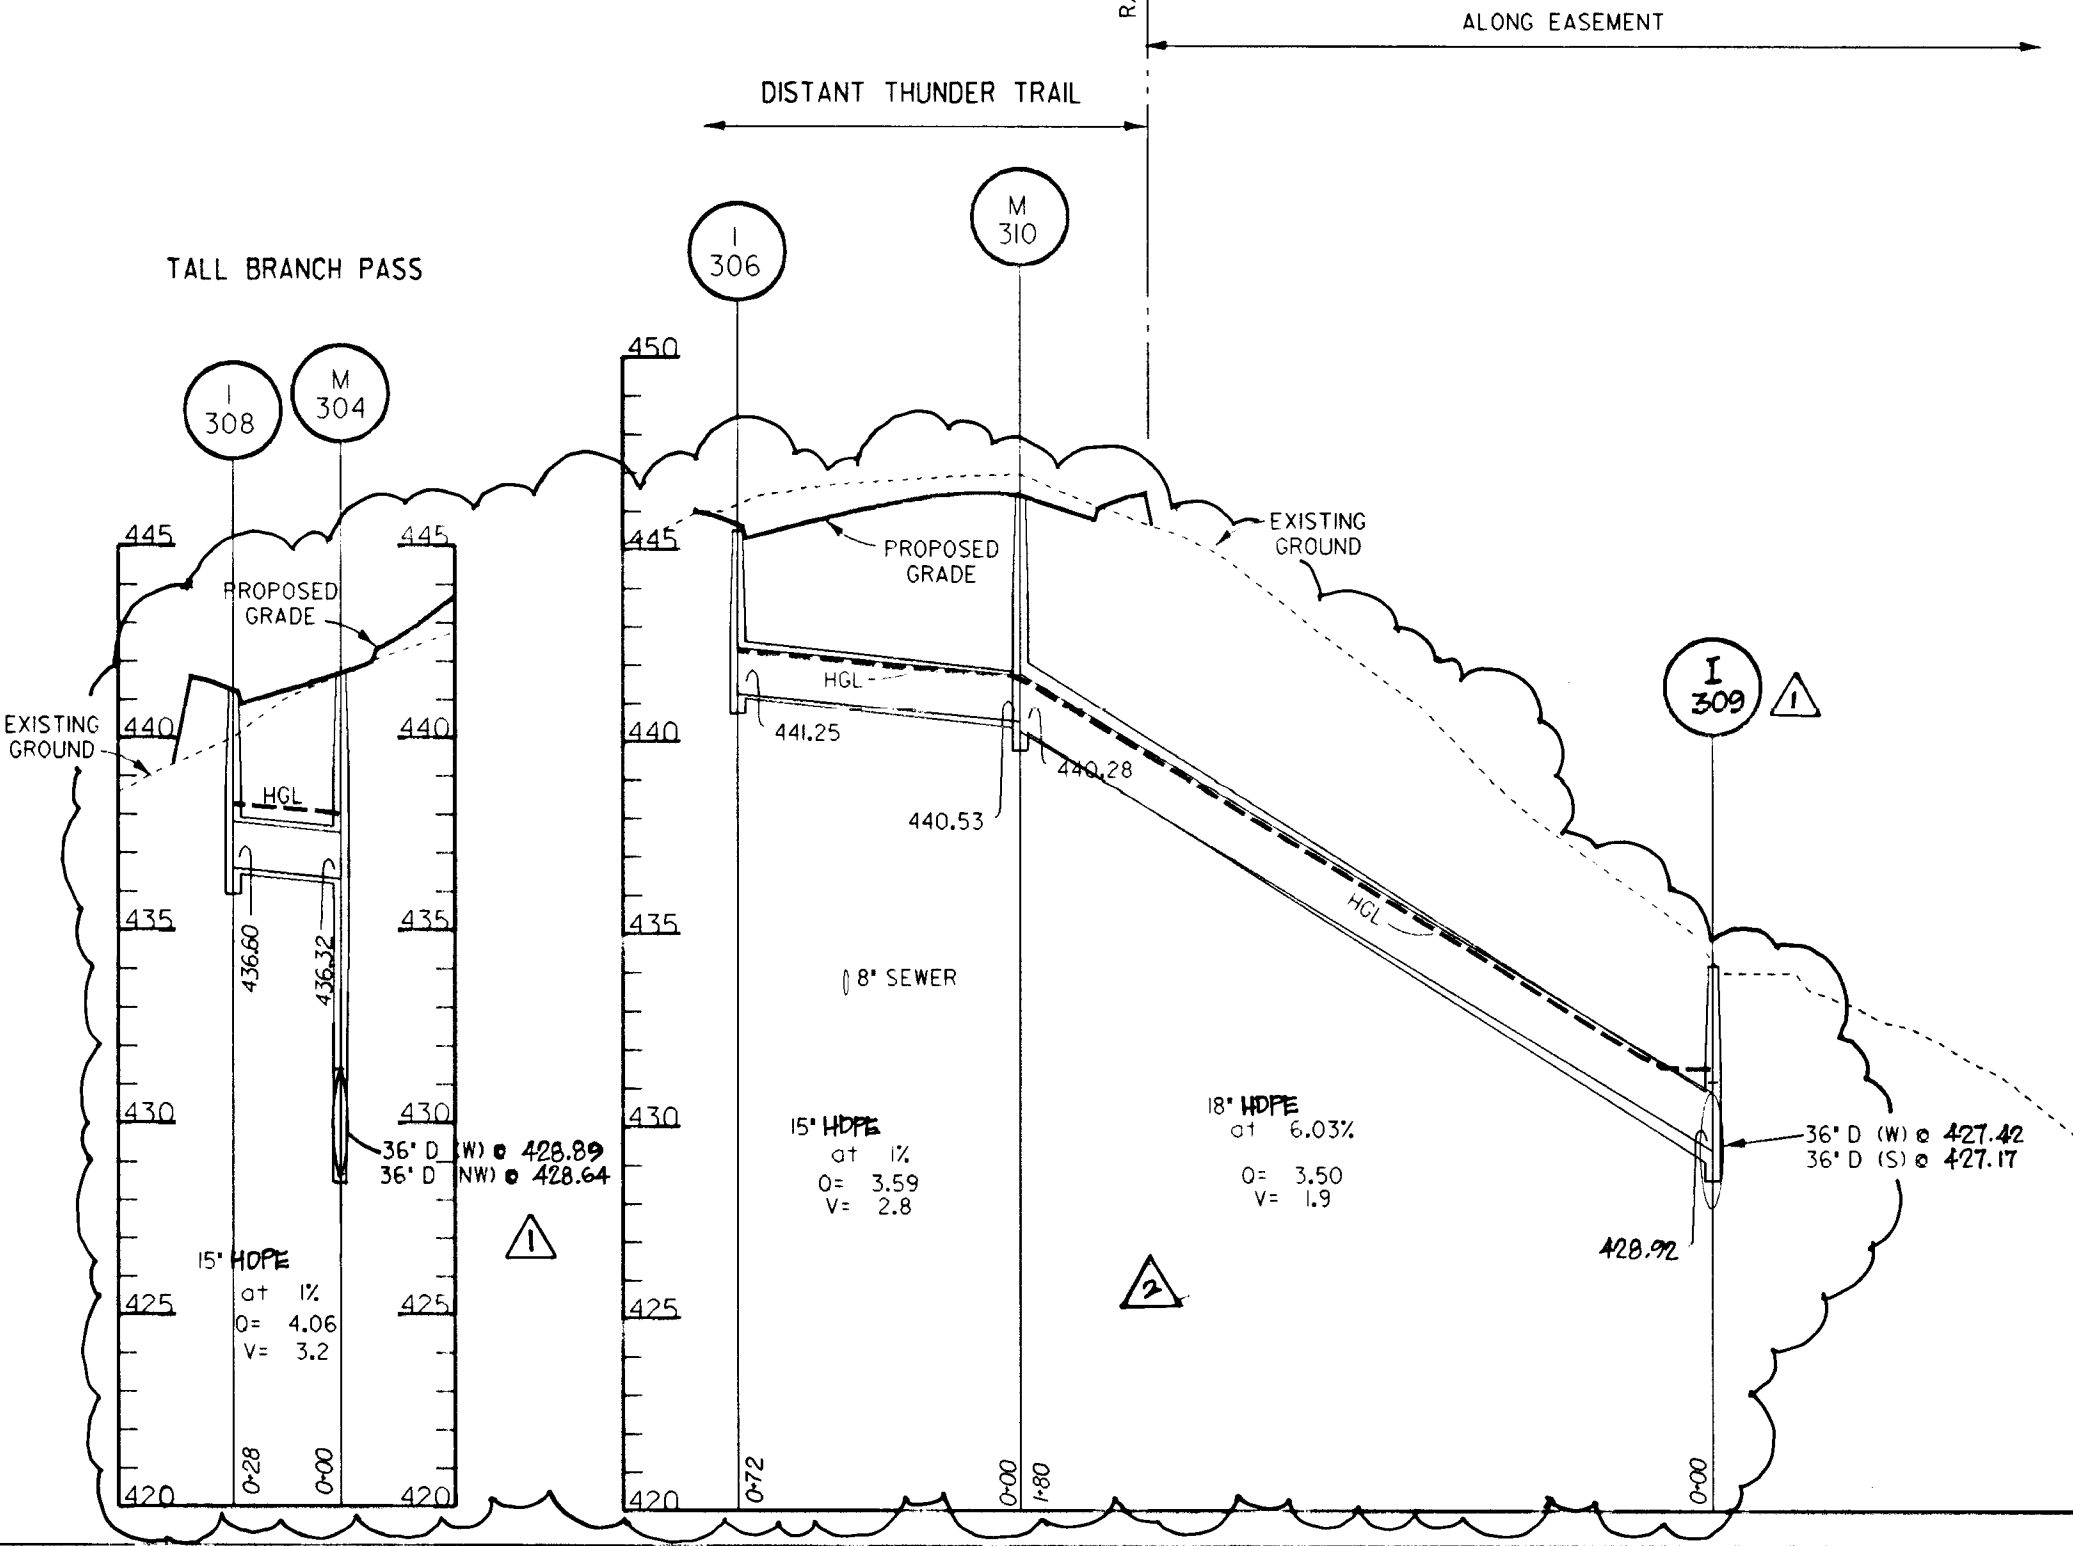 ALONG EASEMENT
DISTANT THUNDER TRAIL
TALL BRANCH PASS
I
308
M
304
I
306
M
310
I
309
1
450
445
440
435
430
425
420
445
440
435
430
425
420
445
440
435
430
425
420
PROPOSED
GRADE
EXISTING
GROUND
HGL
436.60
436.32
36" D (W) @ 428.89
36" D (NW) @ 428.64
1
15" HDPE
at 1%
Q= 4.06
V= 3.2
0+28
0+00
PROPOSED
GRADE
EXISTING
GROUND
HGL
441.25
440.53
440.28
8" SEWER
HGL
15" HDPE
at 1%
Q= 3.59
V= 2.8
18" HDPE
at 6.03%
Q= 3.50
V= 1.9
36" D (W) @ 427.42
36" D (S) @ 427.17
428.92
2
0+72
0+00
1+80
0+00